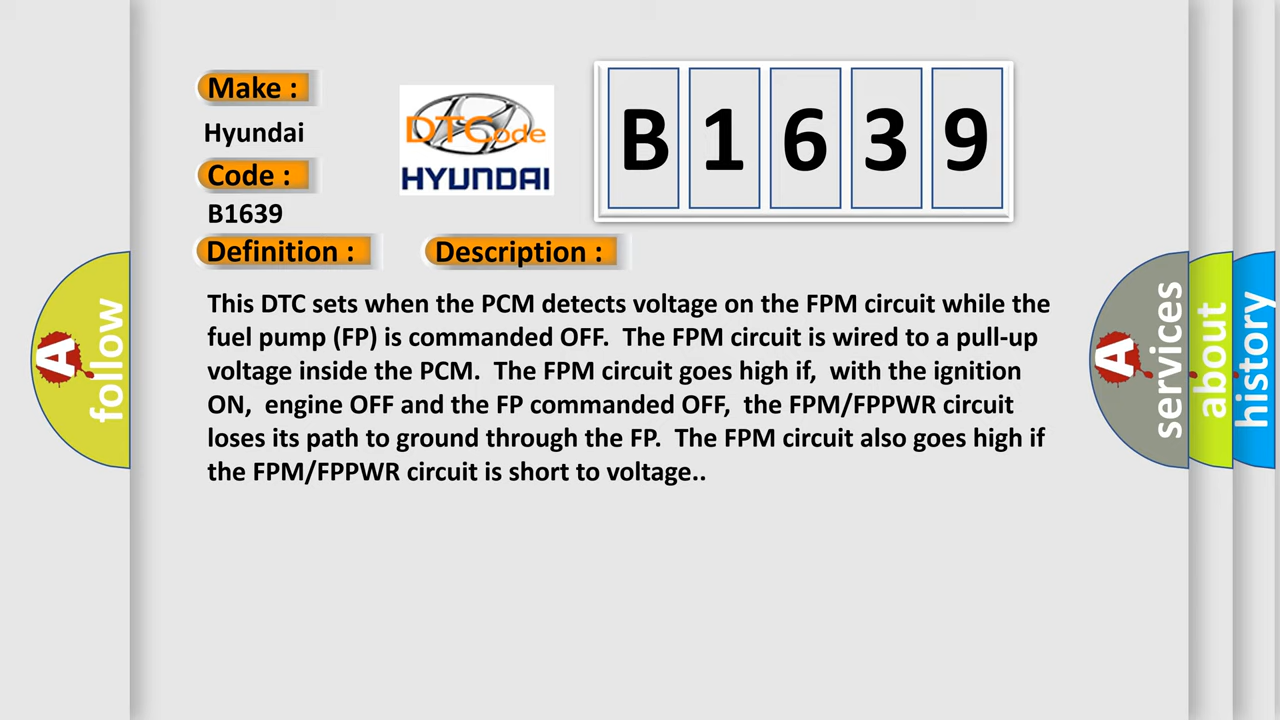 Make :
Hyundai
Code :
B1639
Definition :
Description :
DTCode
HYUNDAI
B1639
This DTC sets when the PCM detects voltage on the FPM circuit while the
fuel pump (FP) is commanded OFF. The FPM circuit is wired to a pull-up
voltage inside the PCM. The FPM circuit goes high if, with the ignition
ON, engine OFF and the FP commanded OFF, the FPM/FPPWR circuit
loses its path to ground through the FP. The FPM circuit also goes high if
the FPM/FPPWR circuit is short to voltage..
A follow
A services
about
history